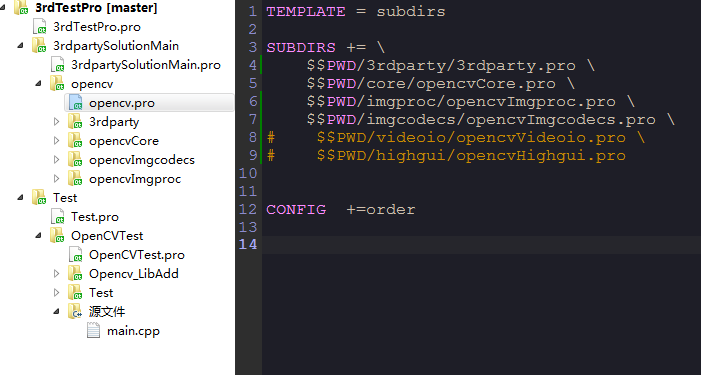 3rdTestPro [master]
3rdTestPro.pro
3rdpartySolutionMain
3rdpartySolutionMain.pro
opencv
opencv.pro
3rdparty
opencvCore
opencvImgcodecs
opencvImgproc
Test
Test.pro
OpenCVTest
OpenCVTest.pro
Opencv_LibAdd
Test
源文件
main.cpp
1 TEMPLATE = subdirs
2
3 SUBDIRS += \
4 $$PWD/3rdparty/3rdparty.pro \
5 $$PWD/core/opencvCore.pro \
6 $$PWD/imgproc/opencvImgproc.pro \
7 $$PWD/imgcodecs/opencvImgcodecs.pro \
8 # $$PWD/videoio/opencvVideoio.pro \
9 # $$PWD/highgui/opencvHighgui.pro
10
11
12 CONFIG +=order
13
14